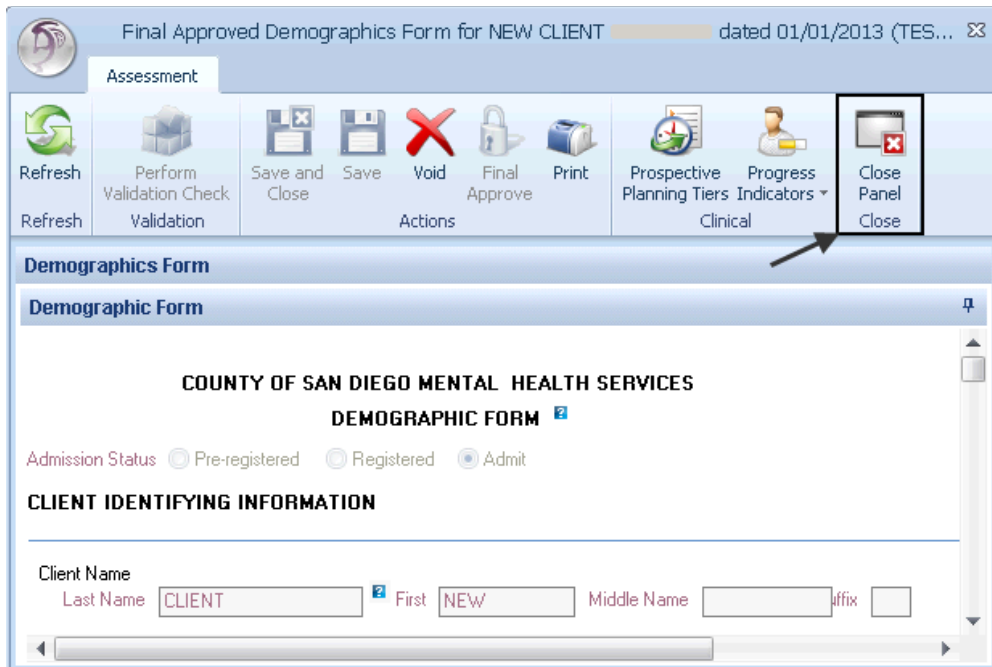 Final Approved Demographics Form for NEW CLIENT dated 01/01/2013 (TES...
Assessment
Refresh
Perform Validation Check
Save and Close
Save
Void
Final Approve
Print
Prospective Planning Tiers
Progress Indicators
Close Panel
Refresh
Validation
Actions
Clinical
Close
Demographics Form
Demographic Form
COUNTY OF SAN DIEGO MENTAL HEALTH SERVICES
DEMOGRAPHIC FORM ?
Admission Status Pre-registered Registered Admit
CLIENT IDENTIFYING INFORMATION
Client Name
Last Name CLIENT ? First NEW Middle Name uffix